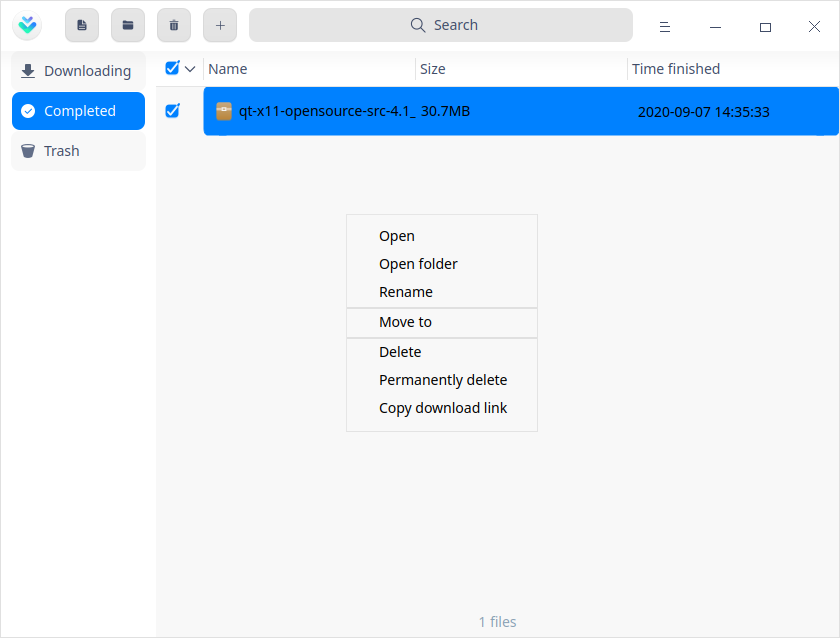 Search
Downloading
Completed
Trash
Name Size Time finished
qt-x11-opensource-src-4.1_ 30.7MB 2020-09-07 14:35:33
Open
Open folder
Rename
Move to
Delete
Permanently delete
Copy download link
1 files